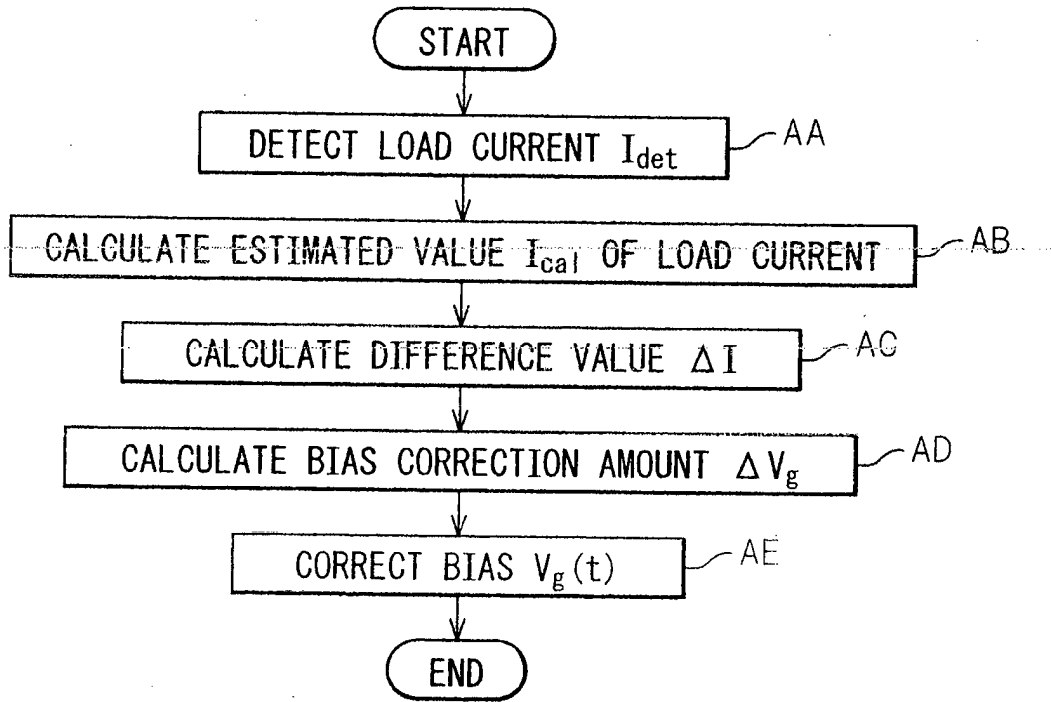 START
DETECT LOAD CURRENT I_det
AA
CALCULATE ESTIMATED VALUE I_cal OF LOAD CURRENT
AB
CALCULATE DIFFERENCE VALUE ΔI
AC
CALCULATE BIAS CORRECTION AMOUNT ΔV_g
AD
CORRECT BIAS V_g(t)
AE
END